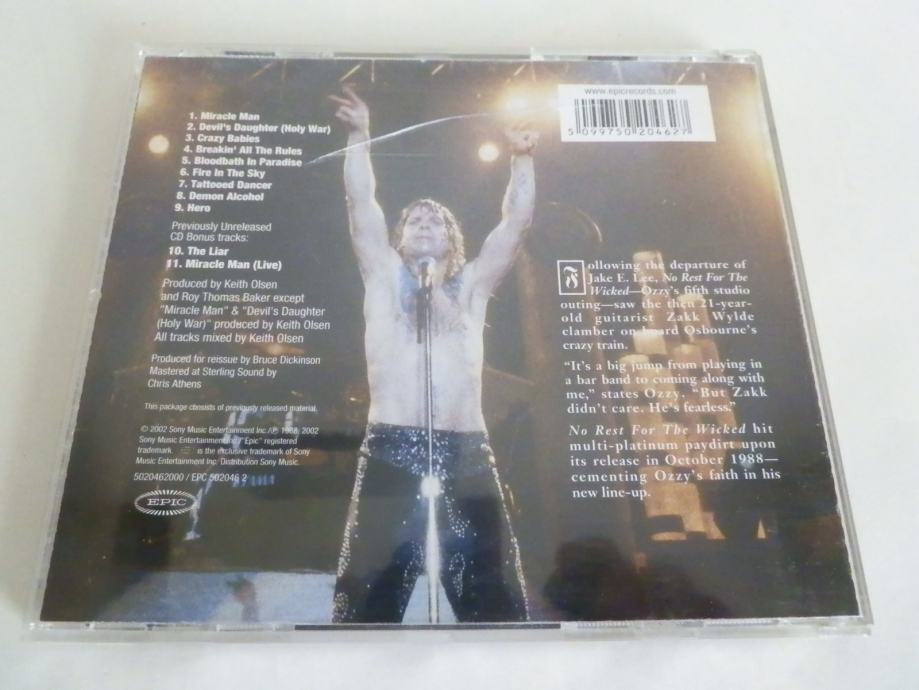 www.epicrecords.com
5 099750 204627
1. Miracle Man
2. Devil's Daughter (Holy War)
3. Crazy Babies
4. Breakin' All The Rules
5. Bloodbath In Paradise
6. Fire In The Sky
7. Tattooed Dancer
8. Demon Alcohol
9. Hero
Previously Unreleased
CD Bonus tracks:
10. The Liar
11. Miracle Man (Live)
Produced by Keith Olsen
and Roy Thomas Baker except
"Miracle Man" & "Devil's Daughter
(Holy War)" produced by Keith Olsen
All tracks mixed by Keith Olsen
Produced for reissue by Bruce Dickinson
Mastered at Sterling Sound by
Chris Athens
This package consists of previously released material.
© 2002 Sony Music Entertainment Inc./℗ 1988, 2002
Sony Music Entertainment Inc./"Epic" registered
trademark. is the exclusive trademark of Sony
Music Entertainment Inc. Distribution Sony Music.
5020462000 / EPC 502046 2
EPIC
Following the departure of
Jake E. Lee, No Rest For The
Wicked—Ozzy's fifth studio
outing—saw the then 21-year-
old guitarist Zakk Wylde
clamber on board Osbourne's
crazy train.
"It's a big jump from playing in
a bar band to coming along with
me," states Ozzy. "But Zakk
didn't care. He's fearless."
No Rest For The Wicked hit
multi-platinum paydirt upon
its release in October 1988—
cementing Ozzy's faith in his
new line-up.